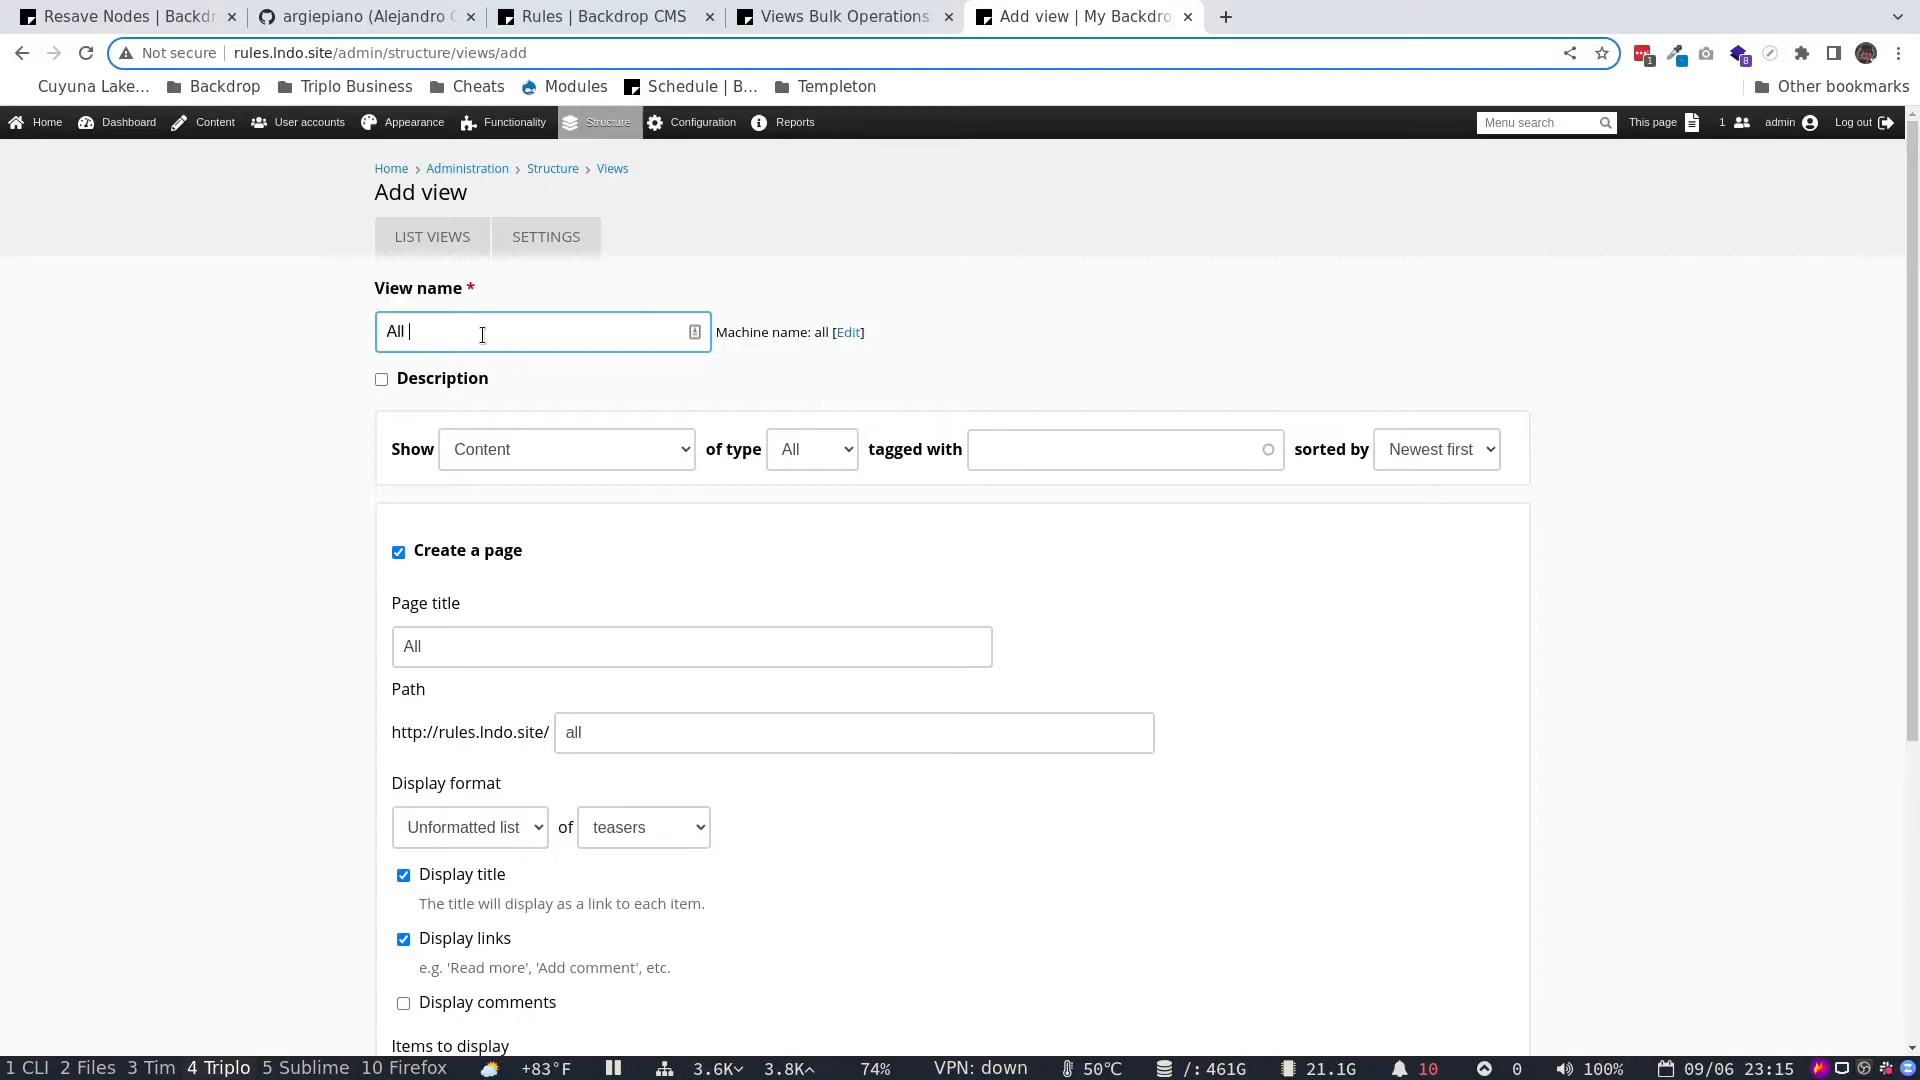 Resave Nodes | Backdr
argiepiano (Alejandro
Rules | Backdrop CMS
Views Bulk Operations
Add view | My Backdro
Not secure
rules.lndo.site/admin/structure/views/add
1
8
Cuyuna Lake...
Backdrop
Triplo Business
Cheats
Modules
Schedule | B...
Templeton
Other bookmarks
Home
Dashboard
Content
User accounts
Appearance
Functionality
Structure
Configuration
Reports
Menu search
This page
1
admin
Log out
Home › Administration › Structure › Views
Add view
LIST VIEWS
SETTINGS
View name *
All
Machine name: all [Edit]
Description
Show Content of type All tagged with sorted by Newest first
Create a page
Page title
All
Path
http://rules.lndo.site/ all
Display format
Unformatted list of teasers
Display title
The title will display as a link to each item.
Display links
e.g. 'Read more', 'Add comment', etc.
Display comments
Items to display
1 CLI 2 Files 3 Tim 4 Triplo 5 Sublime 10 Firefox
+83°F
3.6K 3.8K
74%
VPN: down
50℃
/: 461G
21.1G
10
0
100%
09/06 23:15